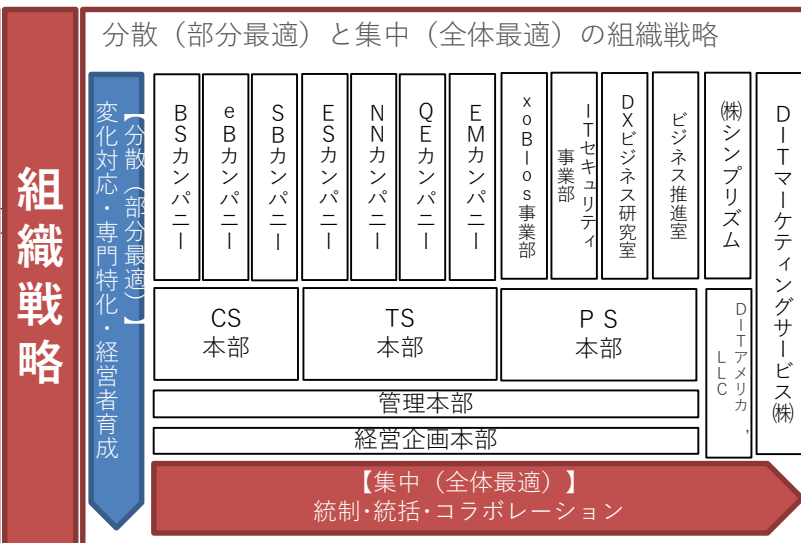 組織戦略
分散（部分最適）と集中（全体最適）の組織戦略
【分散（部分最適）】
変化対応・専門特化・経営者育成
BSカンパニー
eBカンパニー
SBカンパニー
ESカンパニー
NNカンパニー
QEカンパニー
EMカンパニー
xoBlos事業部
ITセキュリティ
事業部
DXビジネス研究室
ビジネス推進室
㈱シンプリズム
DITマーケティングサービス㈱
CS
本部
TS
本部
ＰＳ
本部
DITアメリカ,
LLC
管理本部
経営企画本部
【集中（全体最適）】
統制･統括･コラボレーション